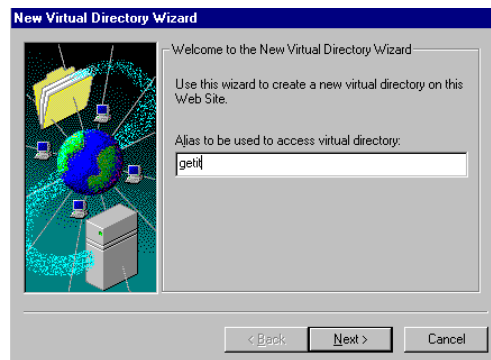 New Virtual Directory Wizard
Welcome to the New Virtual Directory Wizard
Use this wizard to create a new virtual directory on this
Web Site.
Alias to be used to access virtual directory:
getit
< Back
Next >
Cancel